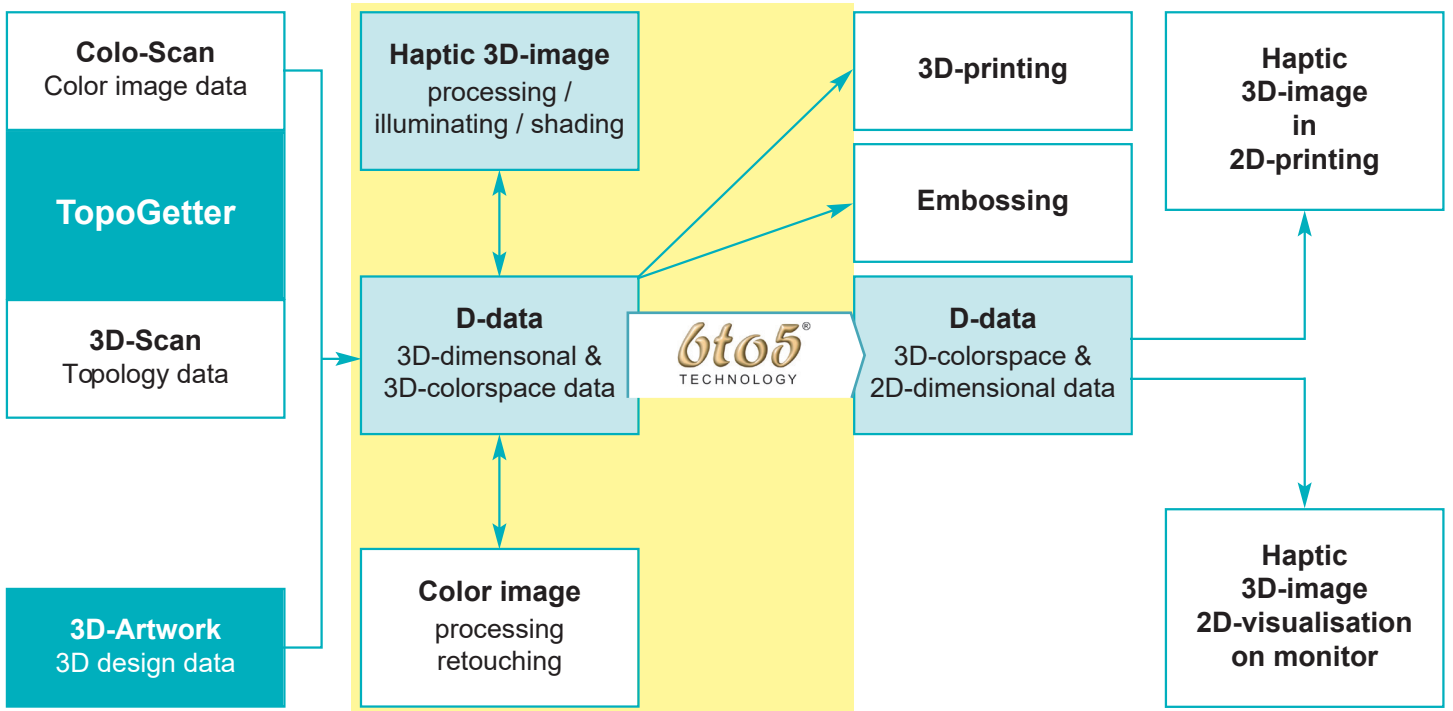 Colo-Scan
Color image data
TopoGetter
3D-Scan
Topology data
3D-Artwork
3D design data
Haptic 3D-image
processing /
illuminating / shading
D-data
3D-dimensonal &
3D-colorspace data
Color image
processing
retouching
6to5®
TECHNOLOGY
3D-printing
Embossing
D-data
3D-colorspace &
2D-dimensional data
Haptic
3D-image
in
2D-printing
Haptic
3D-image
2D-visualisation
on monitor